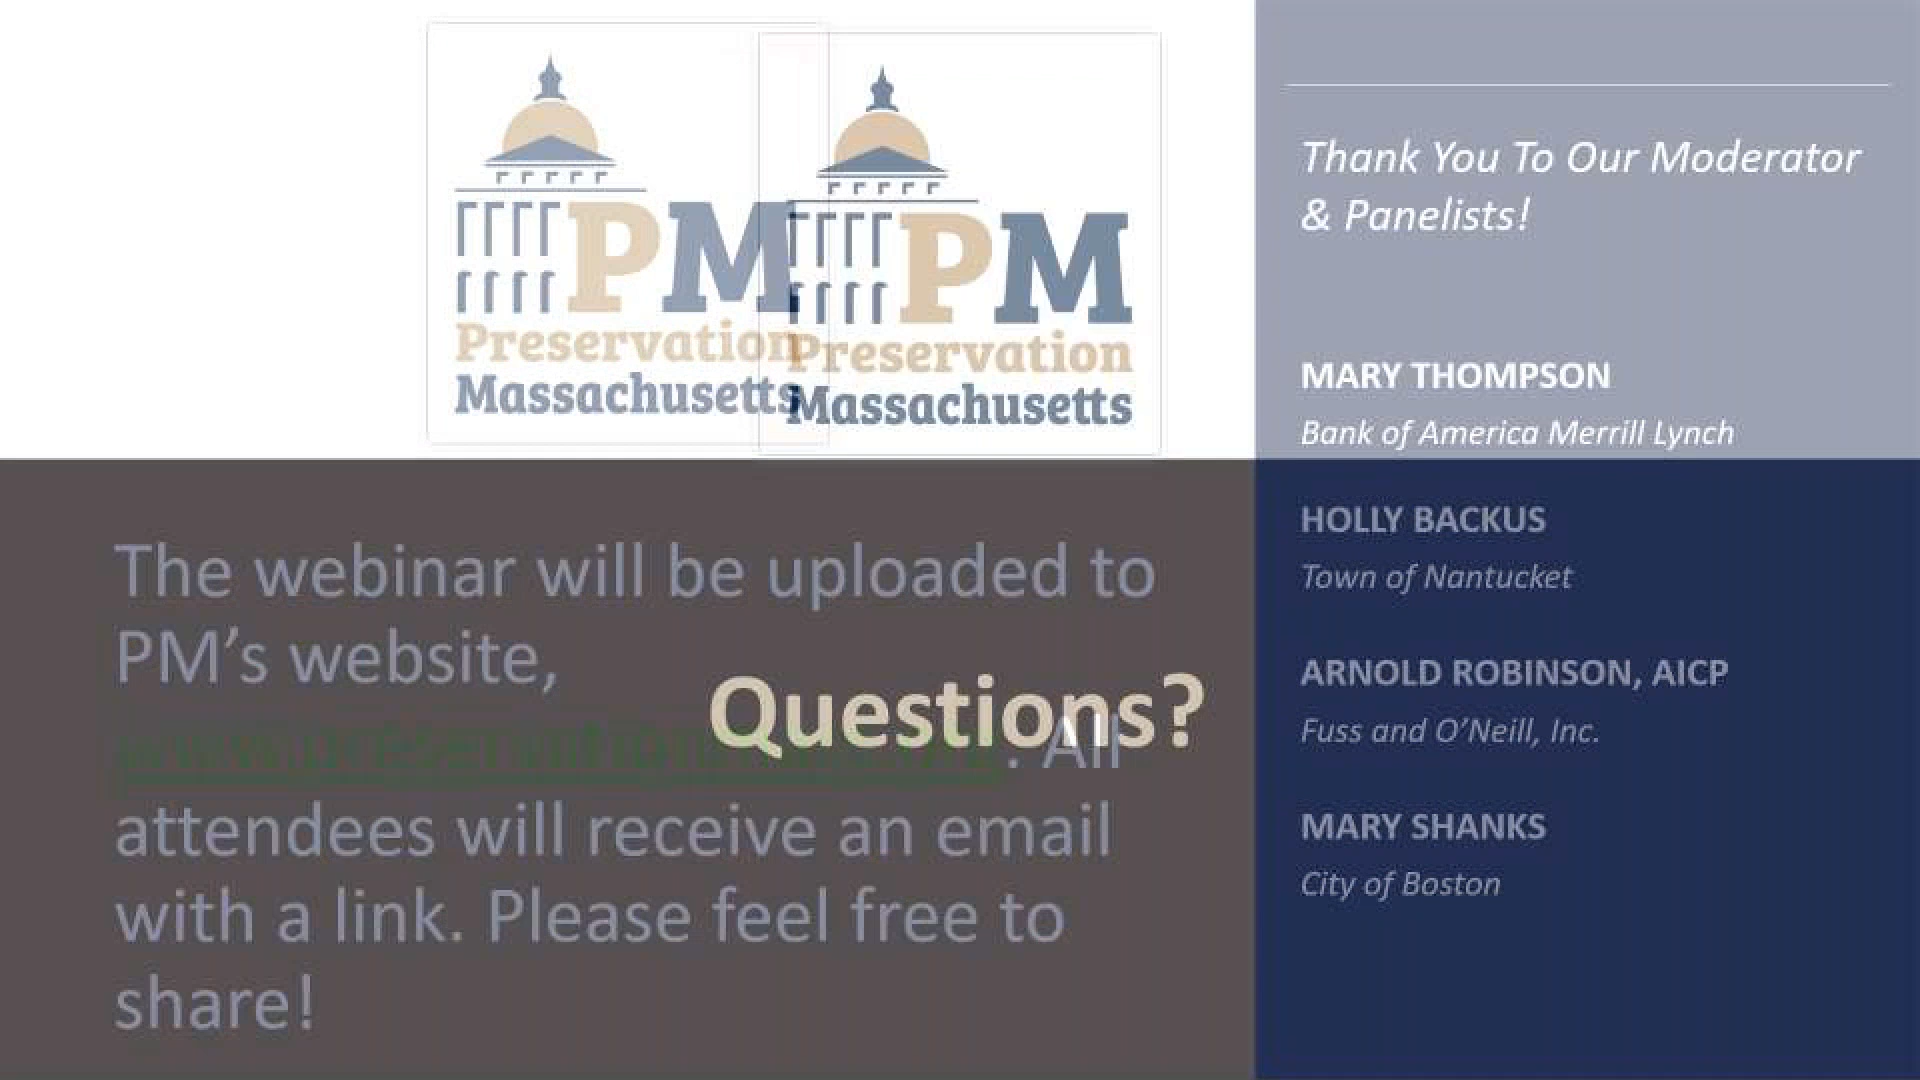 PM
Preservation
Massachusetts
PM
Preservation
Massachusetts
The webinar will be uploaded to
PM’s website,
. All
attendees will receive an email
with a link. Please feel free to
share!
Questions?
Thank You To Our Moderator
& Panelists!
MARY THOMPSON
Bank of America Merrill Lynch
HOLLY BACKUS
Town of Nantucket
ARNOLD ROBINSON, AICP
Fuss and O’Neill, Inc.
MARY SHANKS
City of Boston